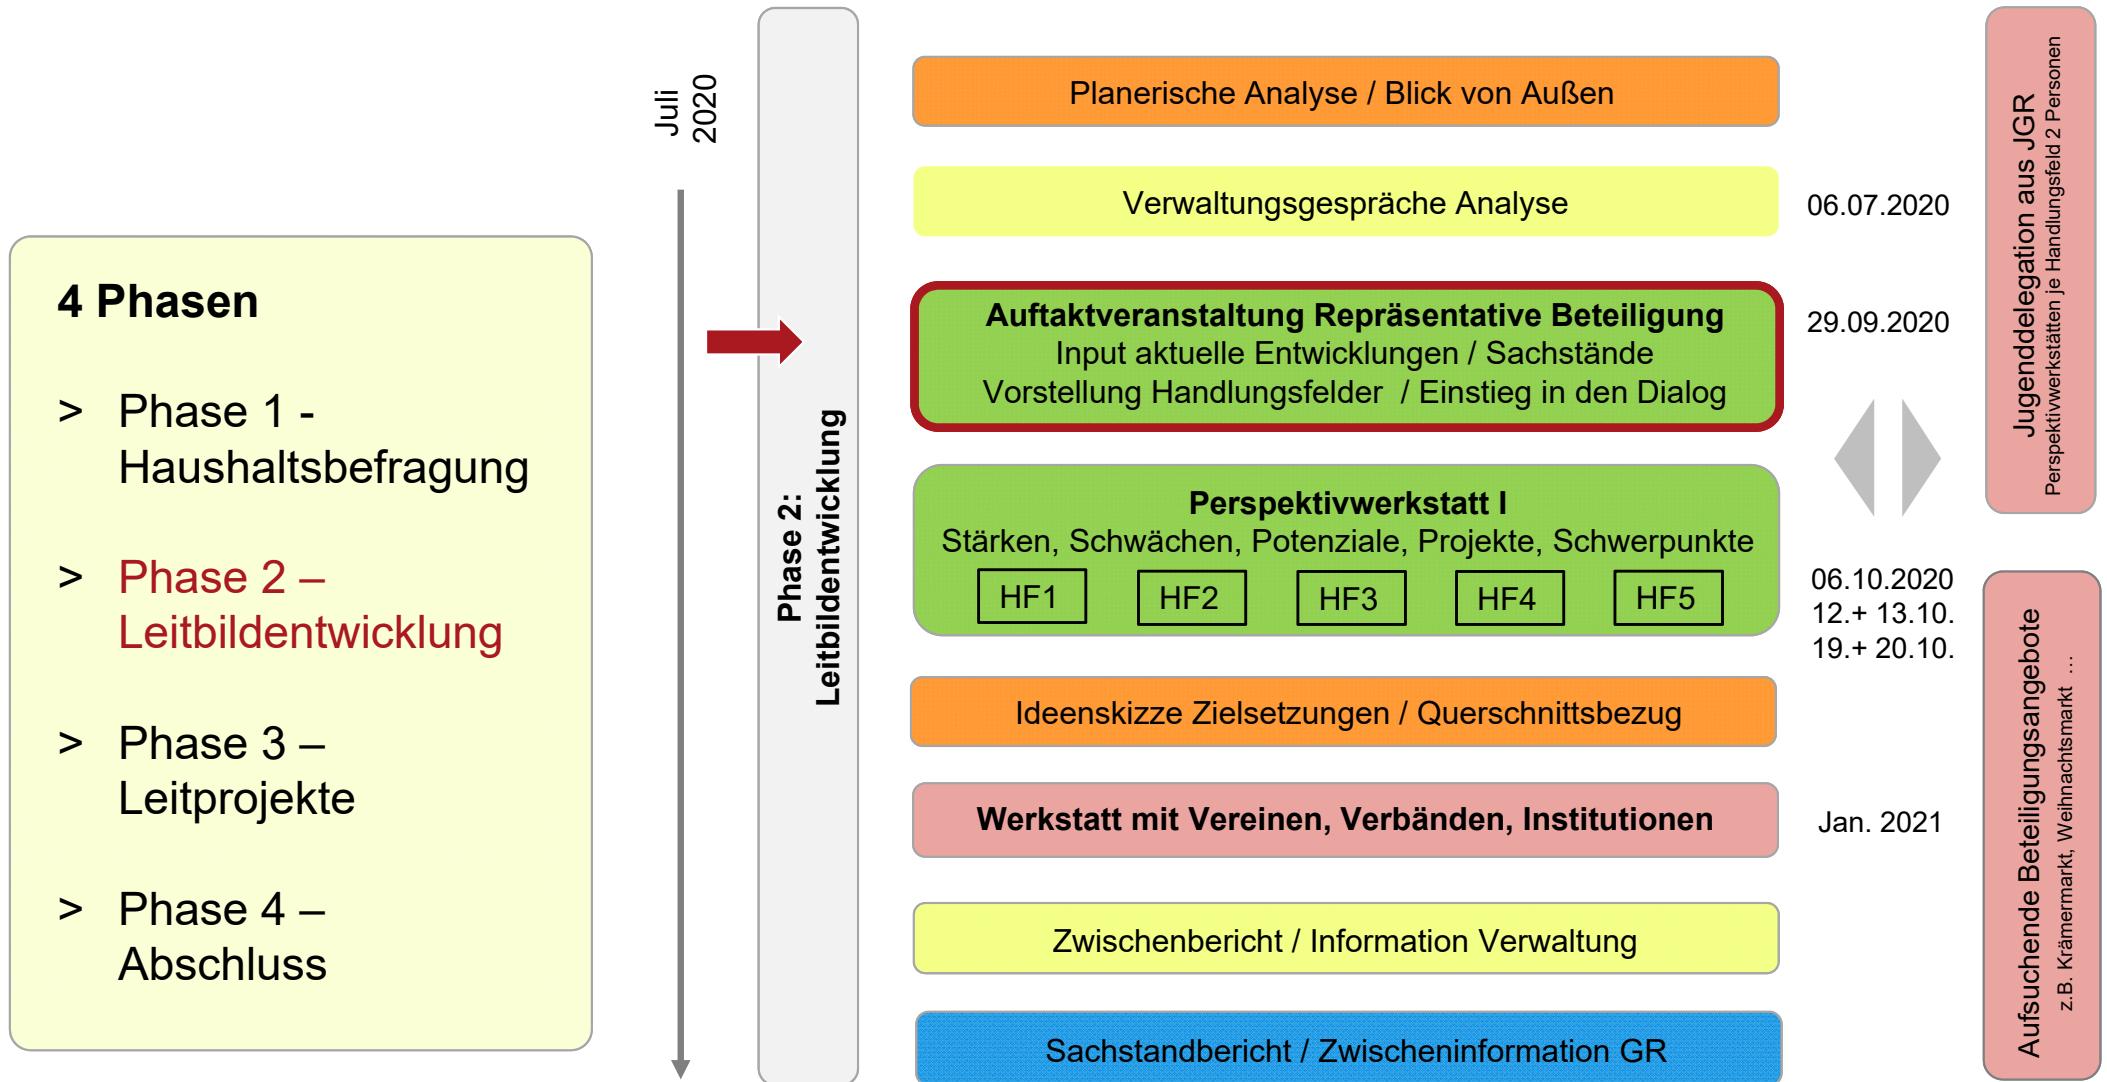 4 Phasen
> Phase 1 -
Haushaltsbefragung
> Phase 2 –
Leitbildentwicklung
> Phase 3 –
Leitprojekte
> Phase 4 –
Abschluss
Juli
2020
Phase 2:
Leitbildentwicklung
Planerische Analyse / Blick von Außen
Verwaltungsgespräche Analyse
06.07.2020
Auftaktveranstaltung Repräsentative Beteiligung
Input aktuelle Entwicklungen / Sachstände
Vorstellung Handlungsfelder / Einstieg in den Dialog
29.09.2020
Perspektivwerkstatt I
Stärken, Schwächen, Potenziale, Projekte, Schwerpunkte
HF1 HF2 HF3 HF4 HF5
06.10.2020
12.+ 13.10.
19.+ 20.10.
Ideenskizze Zielsetzungen / Querschnittsbezug
Werkstatt mit Vereinen, Verbänden, Institutionen
Jan. 2021
Zwischenbericht / Information Verwaltung
Sachstandbericht / Zwischeninformation GR
Jugenddelegation aus JGR
Perspektivwerkstätten je Handlungsfeld 2 Personen
Aufsuchende Beteiligungsangebote
z.B. Krämermarkt, Weihnachtsmarkt …